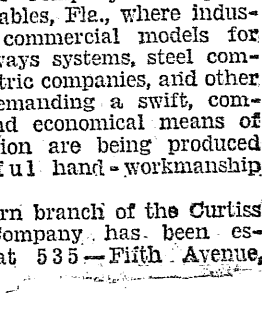 ables, Fla., where indus-
commercial models for
ways systems, steel com-
tric companies, and other
emanding a swift, com-
nd economical means of
ion are being produced
ful hand-workmanship
rn branch of the Curtiss
ompany has been es-
at 535—Fifth Avenue,